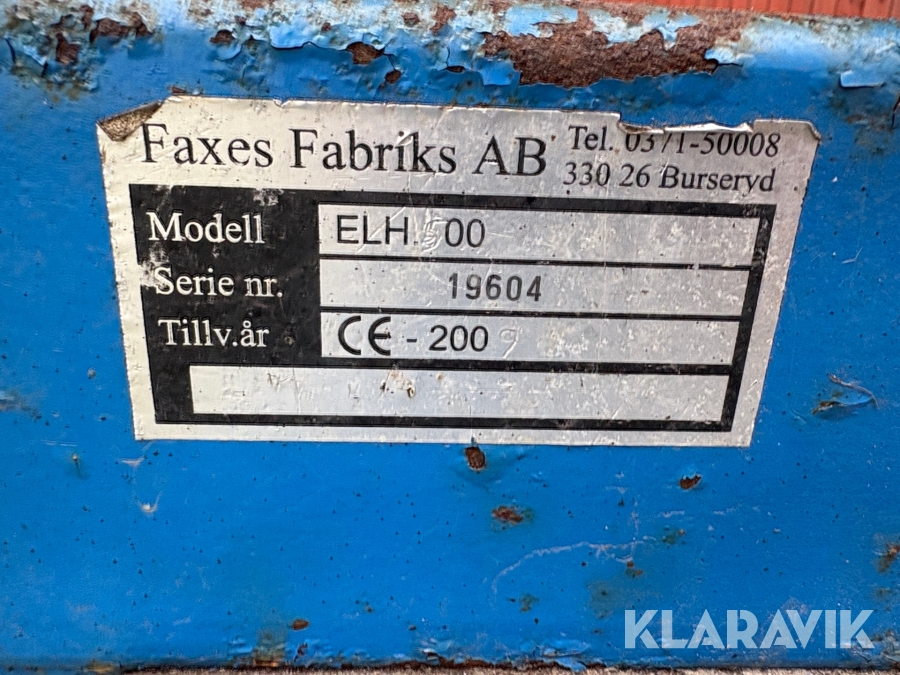 Faxes Fabriks AB
Tel. 0371-50008
330 26 Burseryd
Modell ELH 500
Serie nr. 19604
Tillv.år CE - 2009
KLARAVIK